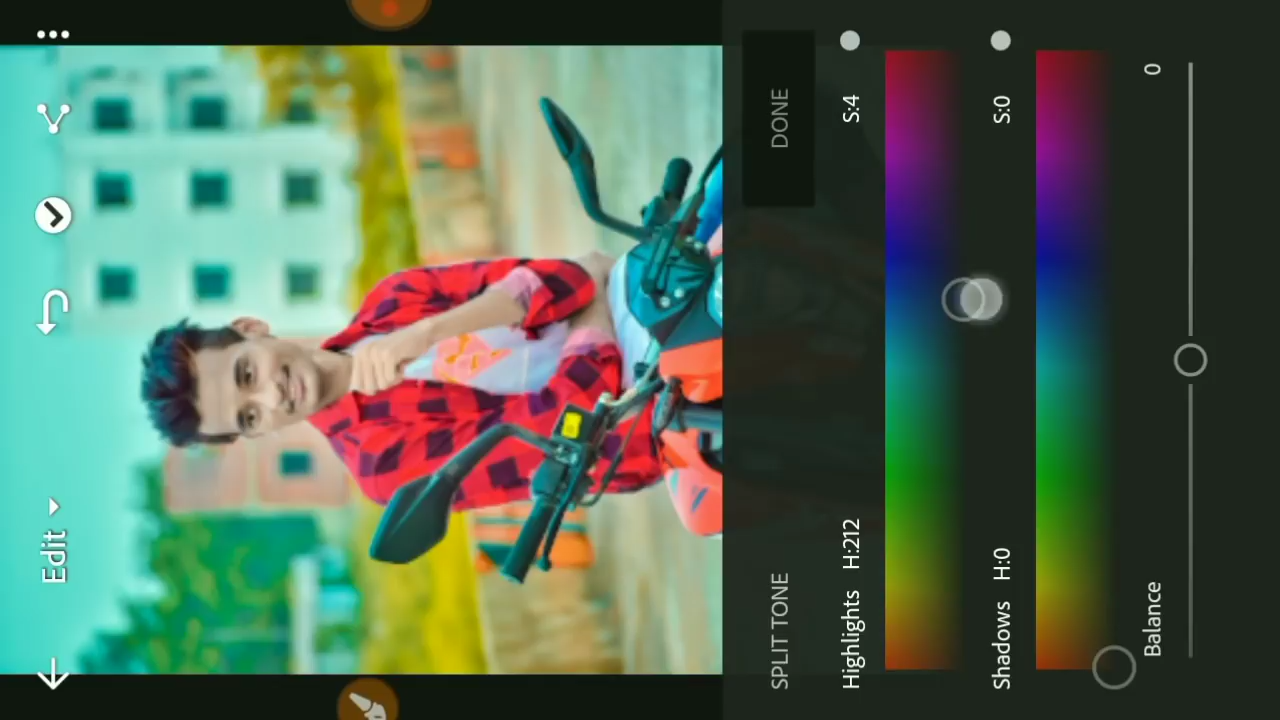 Edit
SPLIT TONE
DONE
Highlights H:212 S:4
Shadows H:0 S:0
Balance 0